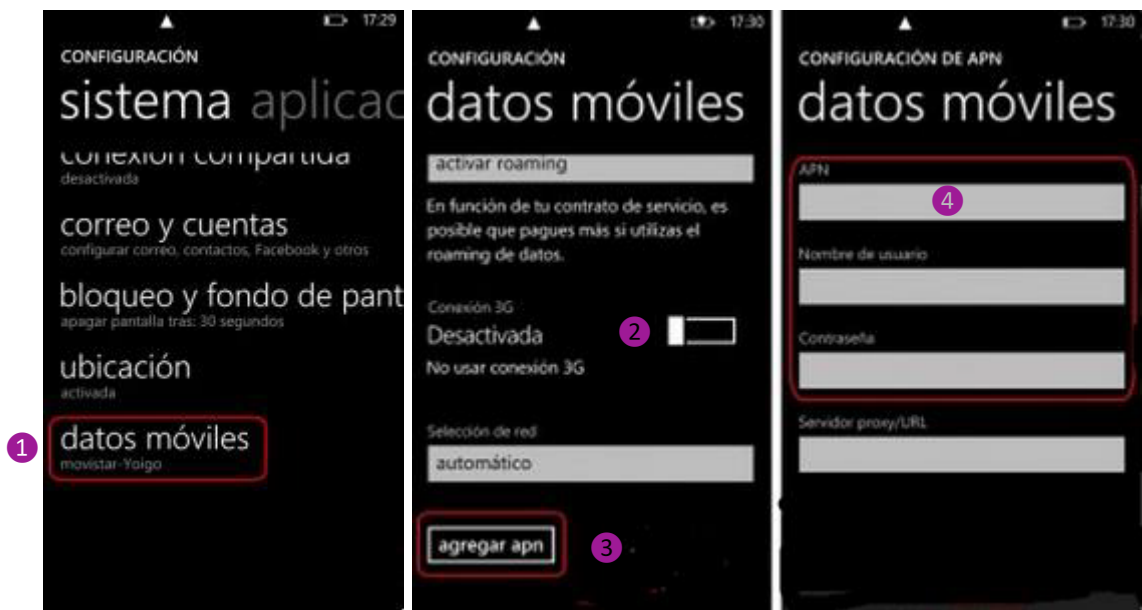 17:29
CONFIGURACIÓN
sistema aplicac
conexión compartida
desactivada
correo y cuentas
configurar correo, contactos, Facebook y otros
bloqueo y fondo de pant
apagar pantalla tras: 30 segundos
ubicación
activada
1
datos móviles
movistar-Yoigo
17:30
CONFIGURACIÓN
datos móviles
activar roaming
En función de tu contrato de servicio, es
posible que pagues más si utilizas el
roaming de datos.
Conexión 3G
Desactivada
2
No usar conexión 3G
Selección de red
automático
agregar apn
3
17:30
CONFIGURACIÓN DE APN
datos móviles
APN
4
Nombre de usuario
Contraseña
Servidor proxy/URL